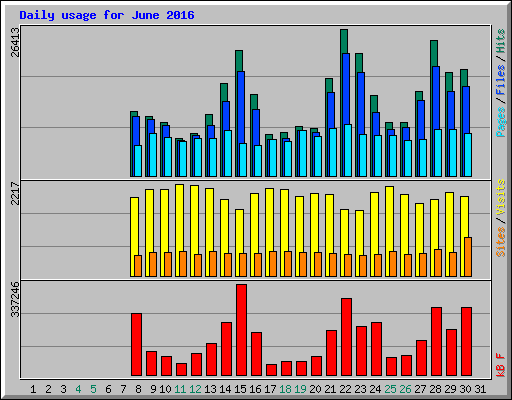 Daily usage for June 2016
26413
2217
337246
Pages/Files/Hits
Sites/Visits
kB F
1 2 3 4 5 6 7 8 9 10 11 12 13 14 15 16 17 18 19 20 21 22 23 24 25 26 27 28 29 30 31